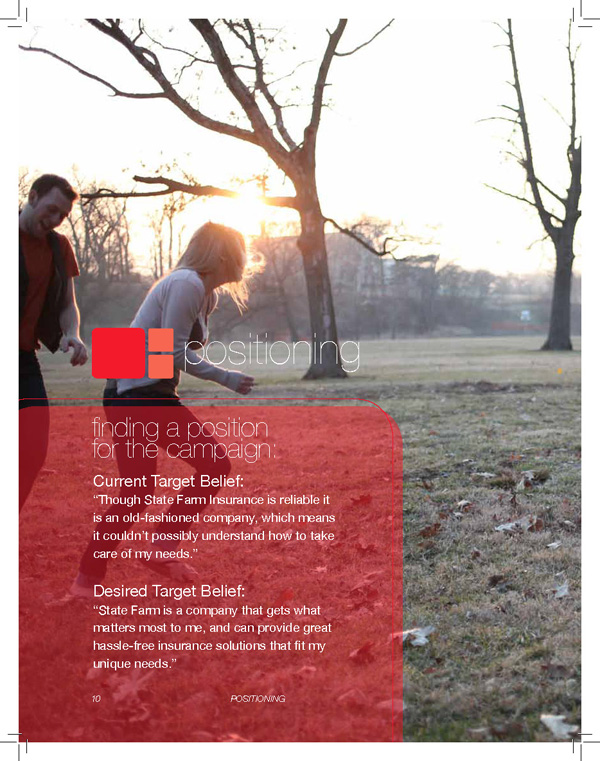 positioning
finding a position
for the campaign:
Current Target Belief:
“Though State Farm Insurance is reliable it
is an old-fashioned company, which means
it couldn’t possibly understand how to take
care of my needs.”
Desired Target Belief:
“State Farm is a company that gets what
matters most to me, and can provide great
hassle-free insurance solutions that fit my
unique needs.”
10 POSITIONING